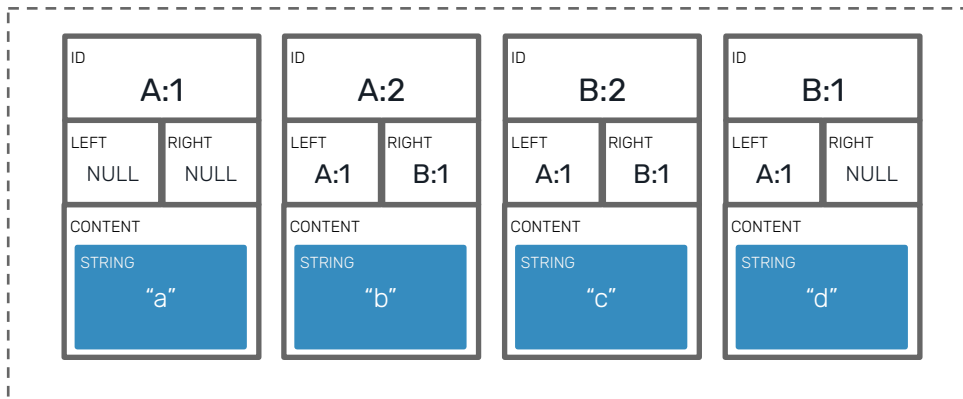 ID
A:1
LEFT
NULL
RIGHT
NULL
CONTENT
STRING
“a”
ID
A:2
LEFT
A:1
RIGHT
B:1
CONTENT
STRING
“b”
ID
B:2
LEFT
A:1
RIGHT
B:1
CONTENT
STRING
“c”
ID
B:1
LEFT
A:1
RIGHT
NULL
CONTENT
STRING
“d”